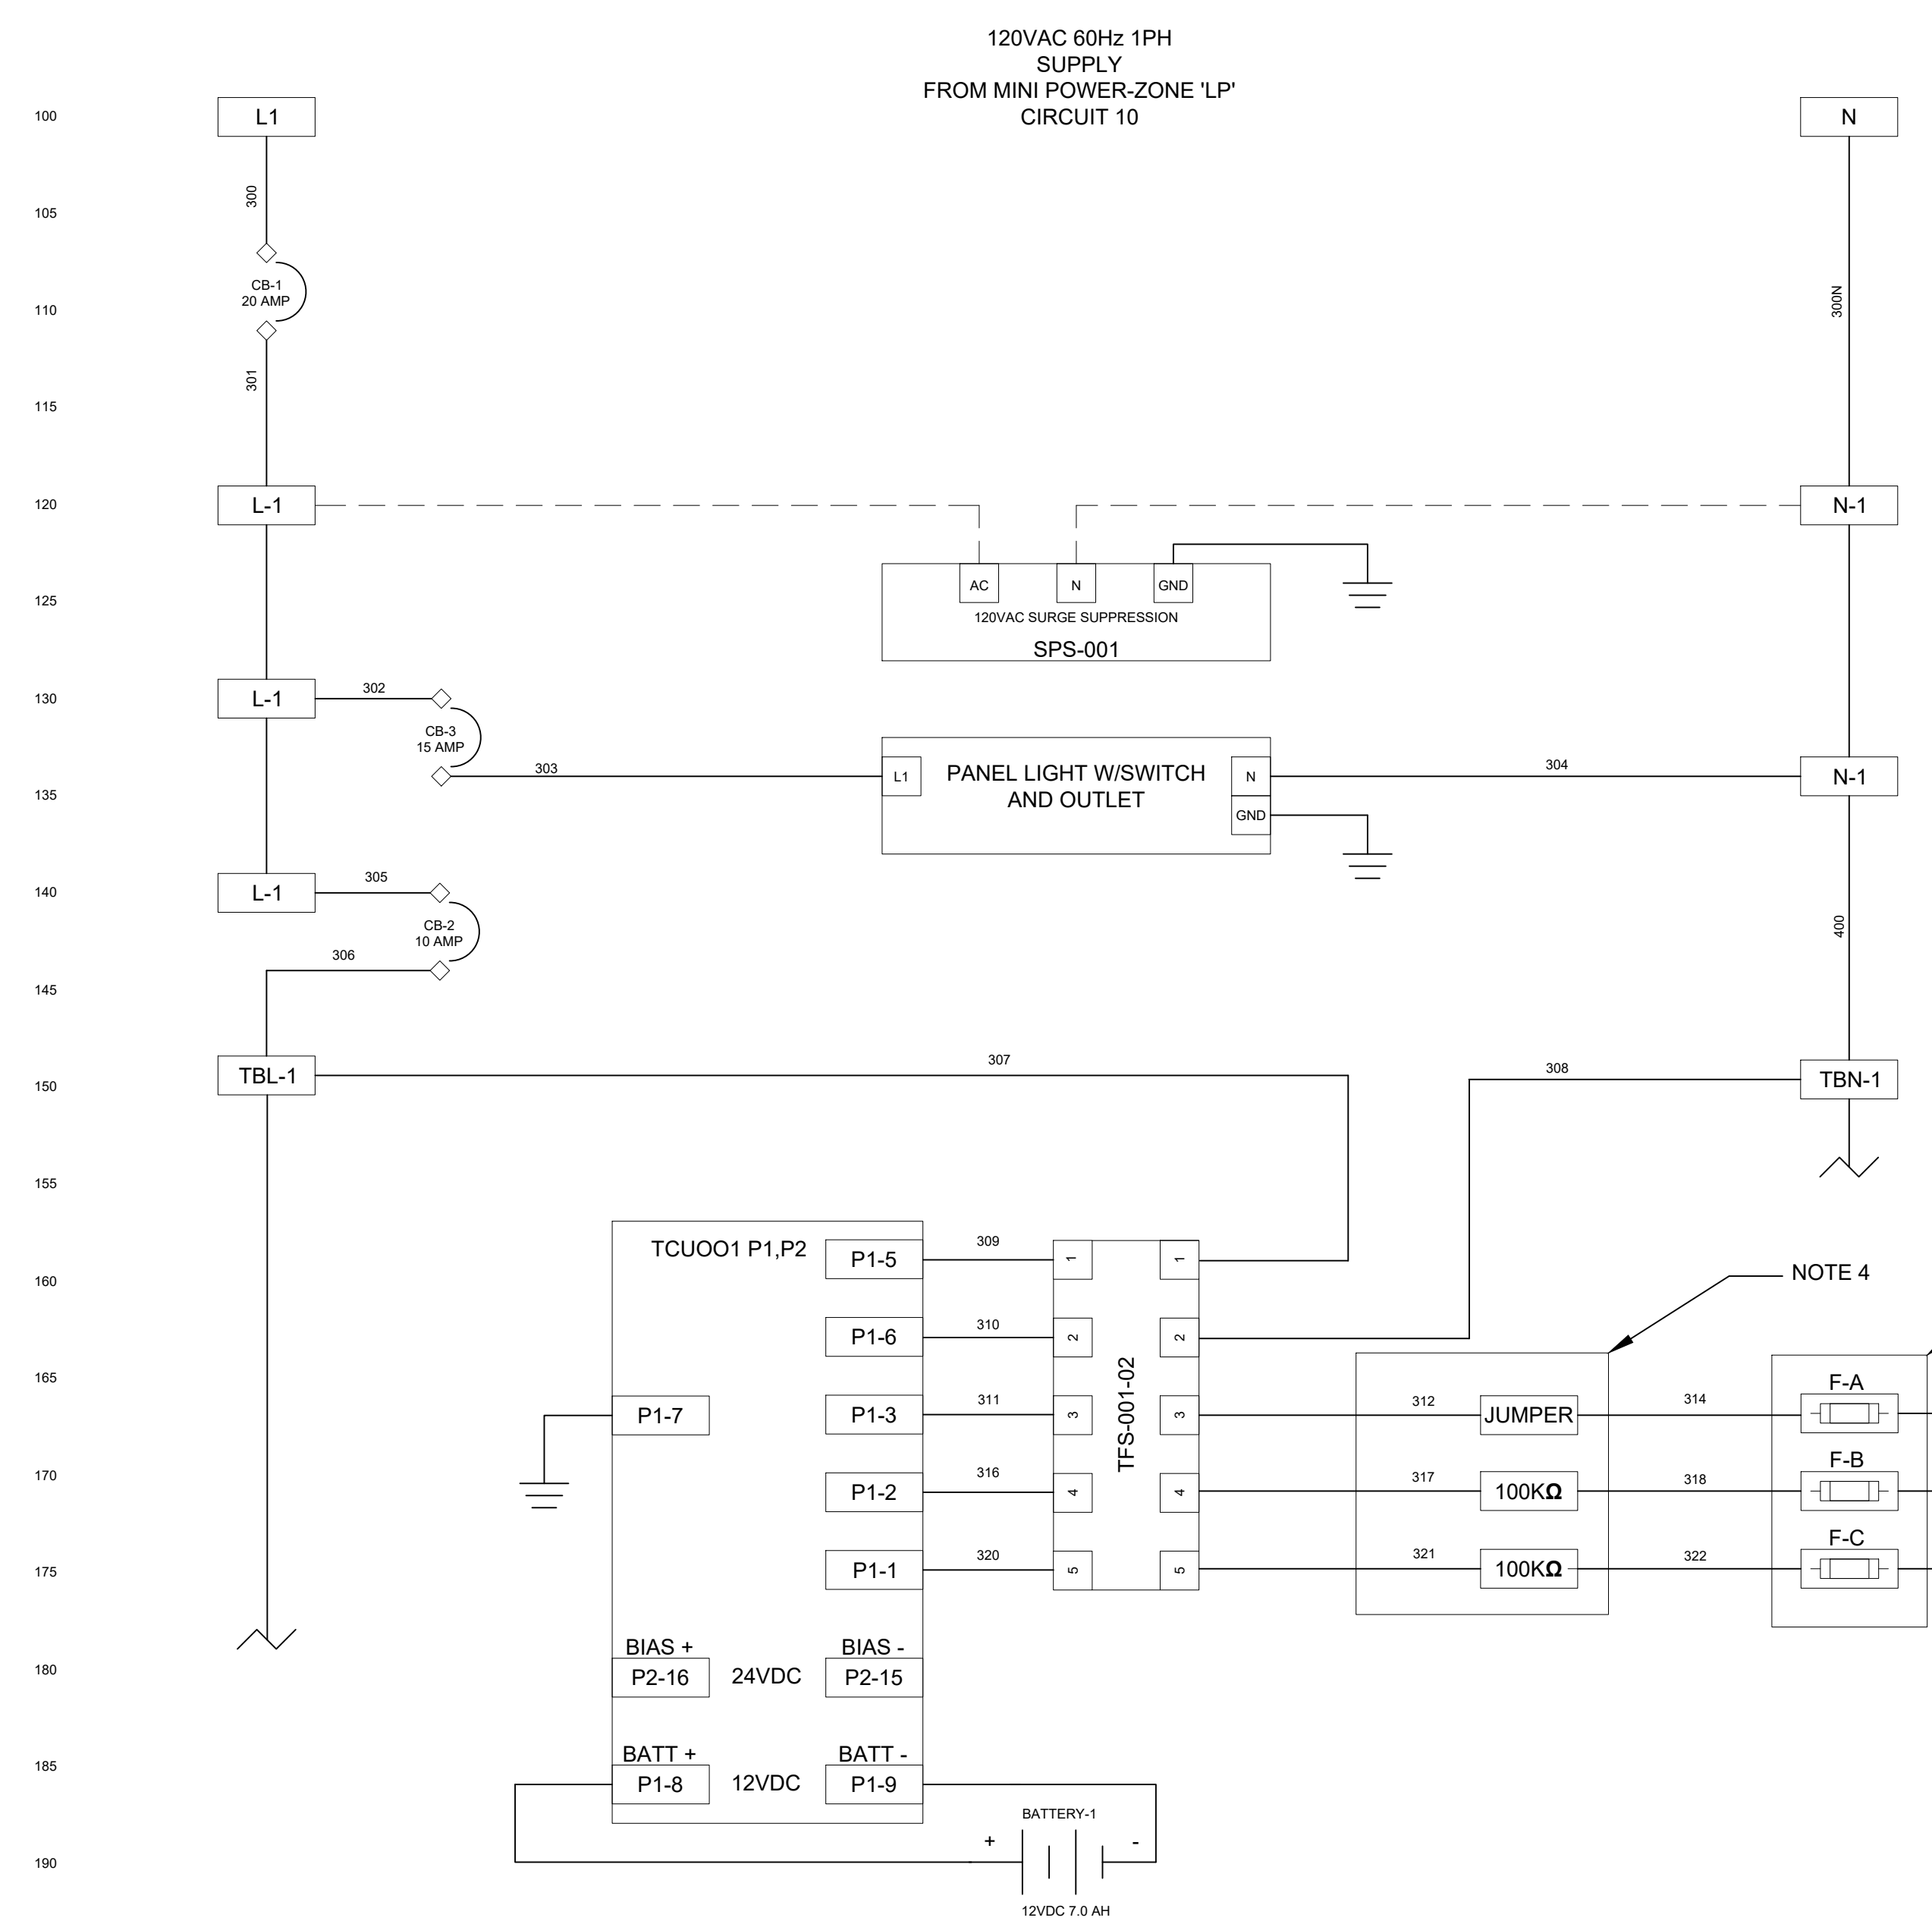 120VAC 60Hz 1PH
SUPPLY
FROM MINI POWER-ZONE 'LP'
CIRCUIT 10
100
L1
N
300
105
300N
CB-1
20 AMP
110
301
115
120
L-1
N-1
AC
N
GND
125
120VAC SURGE SUPPRESSION
SPS-001
130
L-1
302
CB-3
15 AMP
303
L1
PANEL LIGHT W/SWITCH
AND OUTLET
N
GND
304
N-1
135
140
L-1
305
CB-2
10 AMP
400
306
145
150
TBL-1
307
308
TBN-1
155
TCUOO1 P1,P2
P1-5
309
1
1
160
NOTE 4
P1-6
310
2
2
TFS-001-02
165
P1-7
P1-3
311
3
3
312
JUMPER
314
F-A
170
P1-2
316
4
4
317
100KΩ
318
F-B
175
P1-1
320
5
5
321
100KΩ
322
F-C
180
BIAS +
BIAS -
P2-16
24VDC
P2-15
185
BATT +
BATT -
P1-8
12VDC
P1-9
BATTERY-1
+
-
190
12VDC 7.0 AH